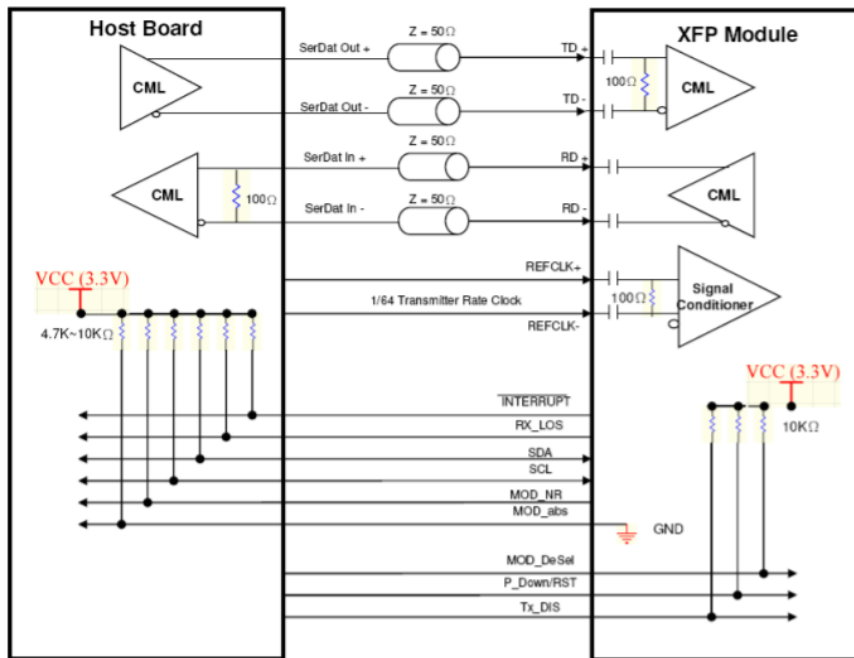 Host Board
XFP Module
CML
SerDat Out +
Z = 50Ω
TD +
SerDat Out -
Z = 50Ω
TD -
100Ω
CML
CML
100Ω
SerDat In +
Z = 50Ω
RD +
SerDat In -
Z = 50Ω
RD -
CML
REFCLK+
1/64 Transmitter Rate Clock
REFCLK-
100Ω
Signal
Conditioner
VCC (3.3V)
4.7K~10KΩ
VCC (3.3V)
10KΩ
INTERRUPT
RX_LOS
SDA
SCL
MOD_NR
MOD_abs
GND
MOD_DeSel
P_Down/RST
Tx_DIS